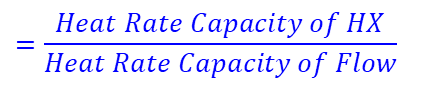 = Heat Rate Capacity of HX
Heat Rate Capacity of Flow